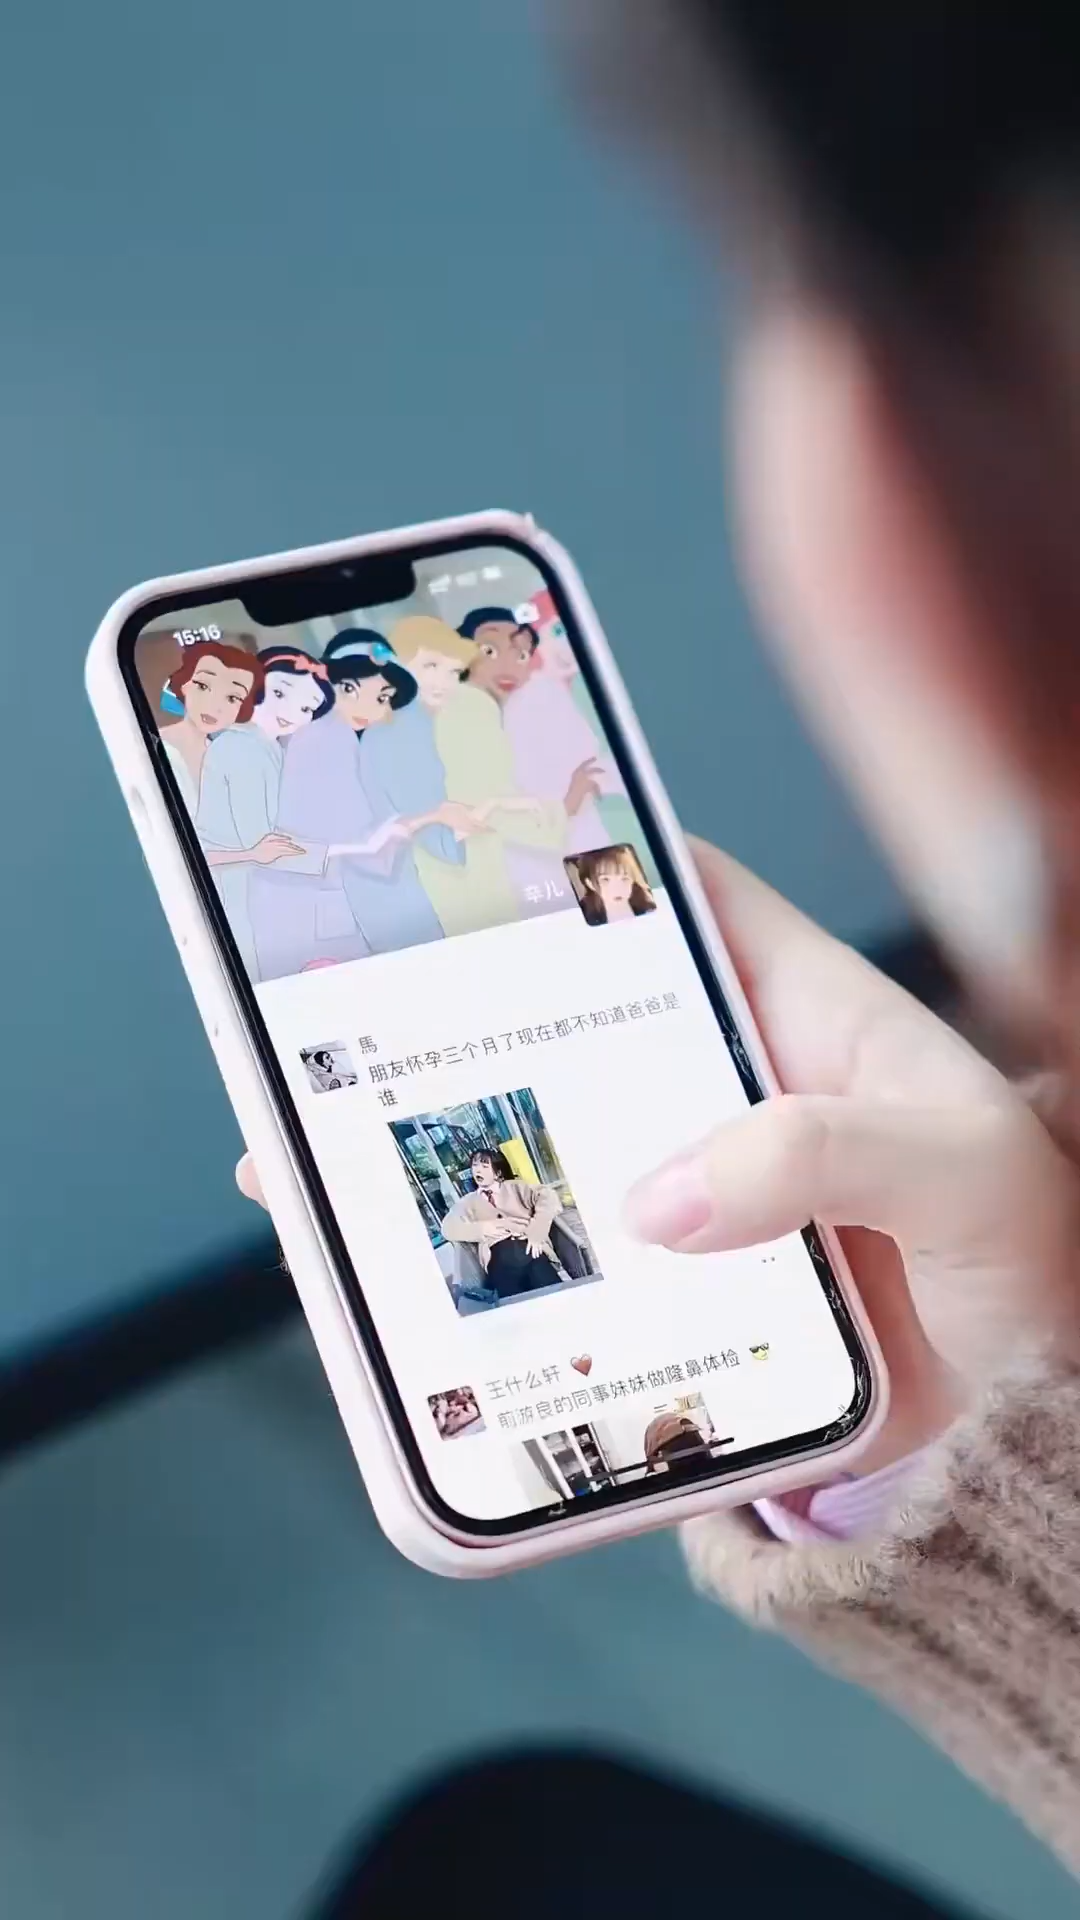 15:16
辛儿
馬
朋友怀孕三个月了现在都不知道爸爸是
谁
王什么轩
前游良的同事妹妹做隆鼻体检